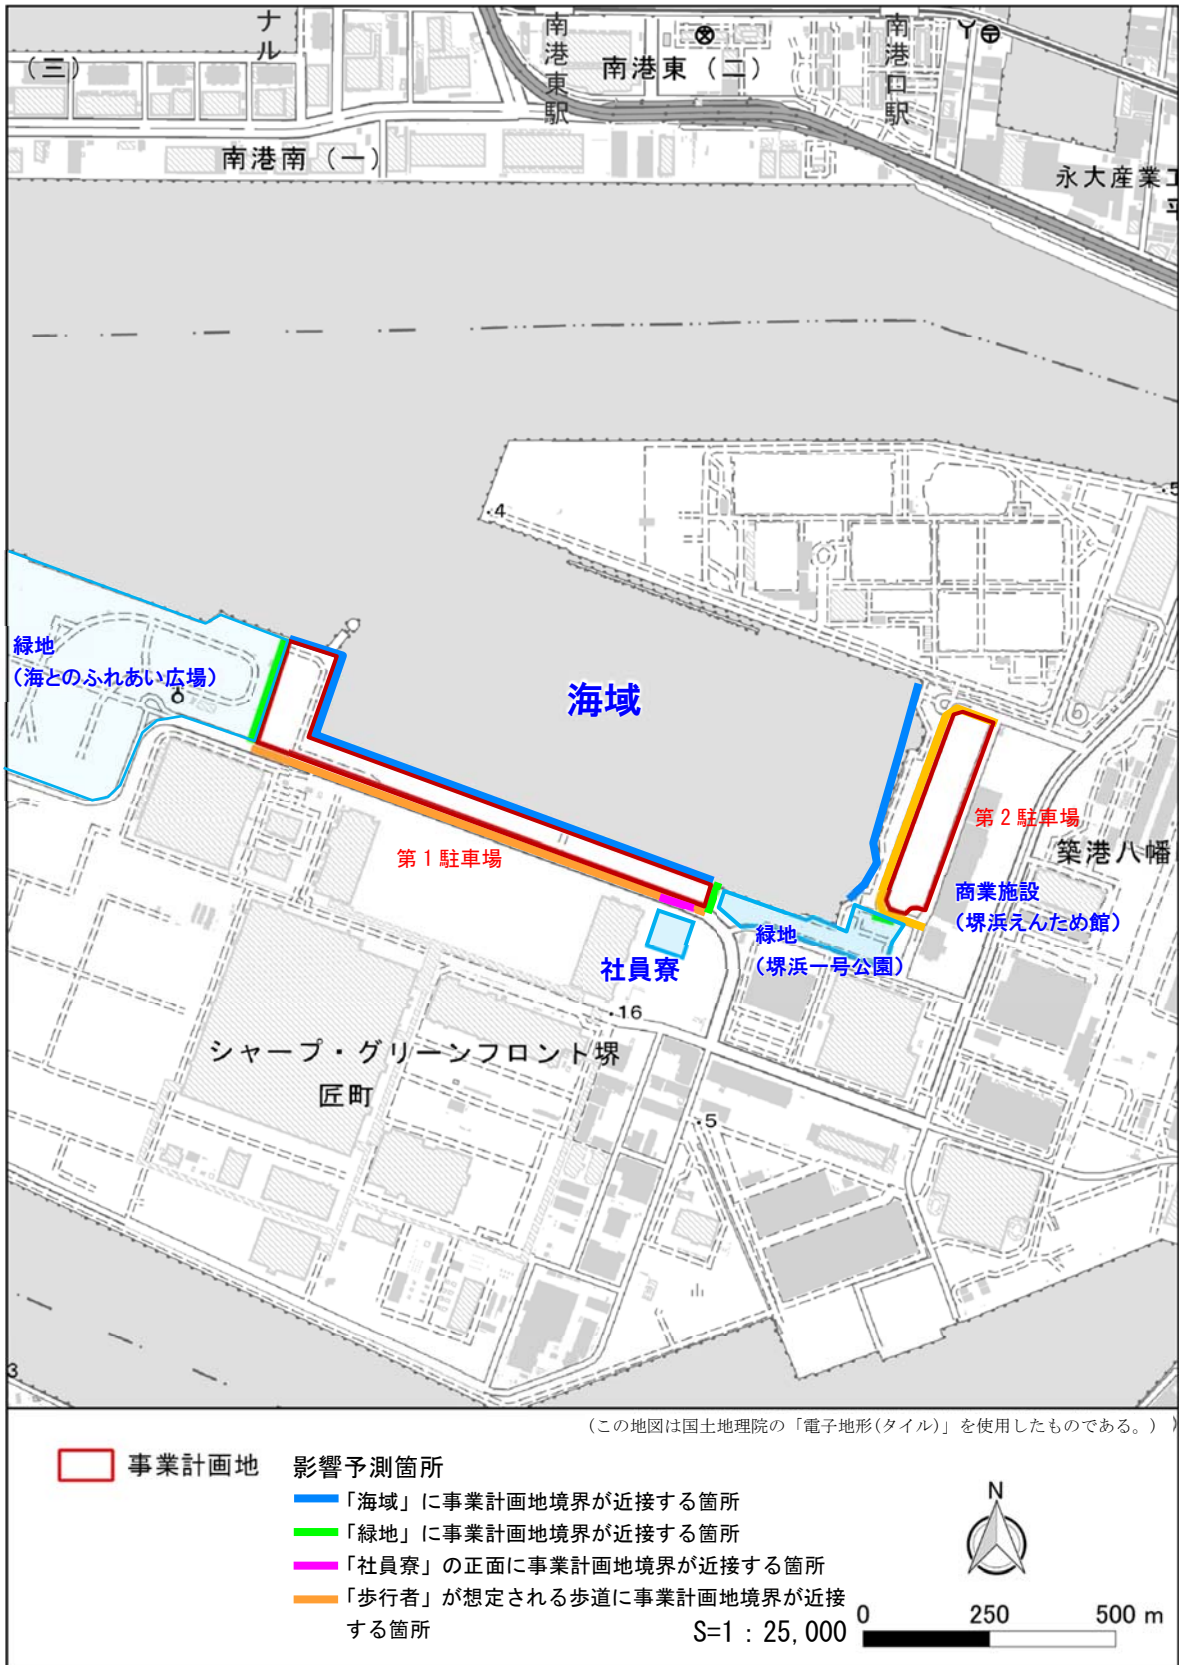 ナル
南港東駅
南港東（二）
南港口駅
（三）
南港南（一）
永大産業
4
5
緑地
（海とのふれあい広場）
海域
第２駐車場
第１駐車場
築港八幡
商業施設
（堺浜えんため館）
緑地
（堺浜一号公園）
社員寮
16
シャープ・グリーンフロント堺
匠町
5
3
（この地図は国土地理院の「電子地形(タイル)」を使用したものである。）
事業計画地
影響予測箇所
「海域」に事業計画地境界が近接する箇所
「緑地」に事業計画地境界が近接する箇所
「社員寮」の正面に事業計画地境界が近接する箇所
「歩行者」が想定される歩道に事業計画地境界が近接
する箇所
N
S=1：25,000
0 250 500 m